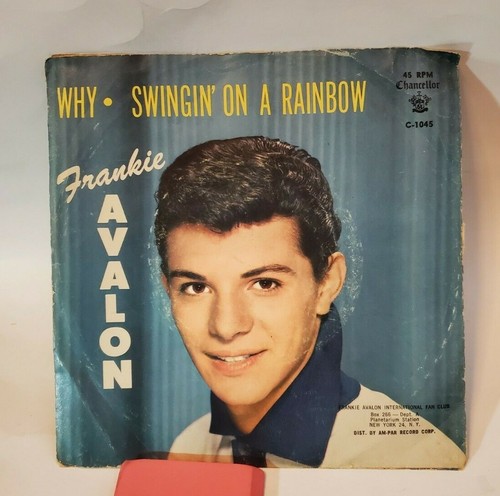 WHY • SWINGIN' ON A RAINBOW
45 RPM
Chancellor
C-1045
Frankie
AVALON
FRANKIE AVALON INTERNATIONAL FAN CLUB
Box 266 — Dept. A
Planetarium Station
NEW YORK 24, N. Y.
DIST. BY AM-PAR RECORD CORP.